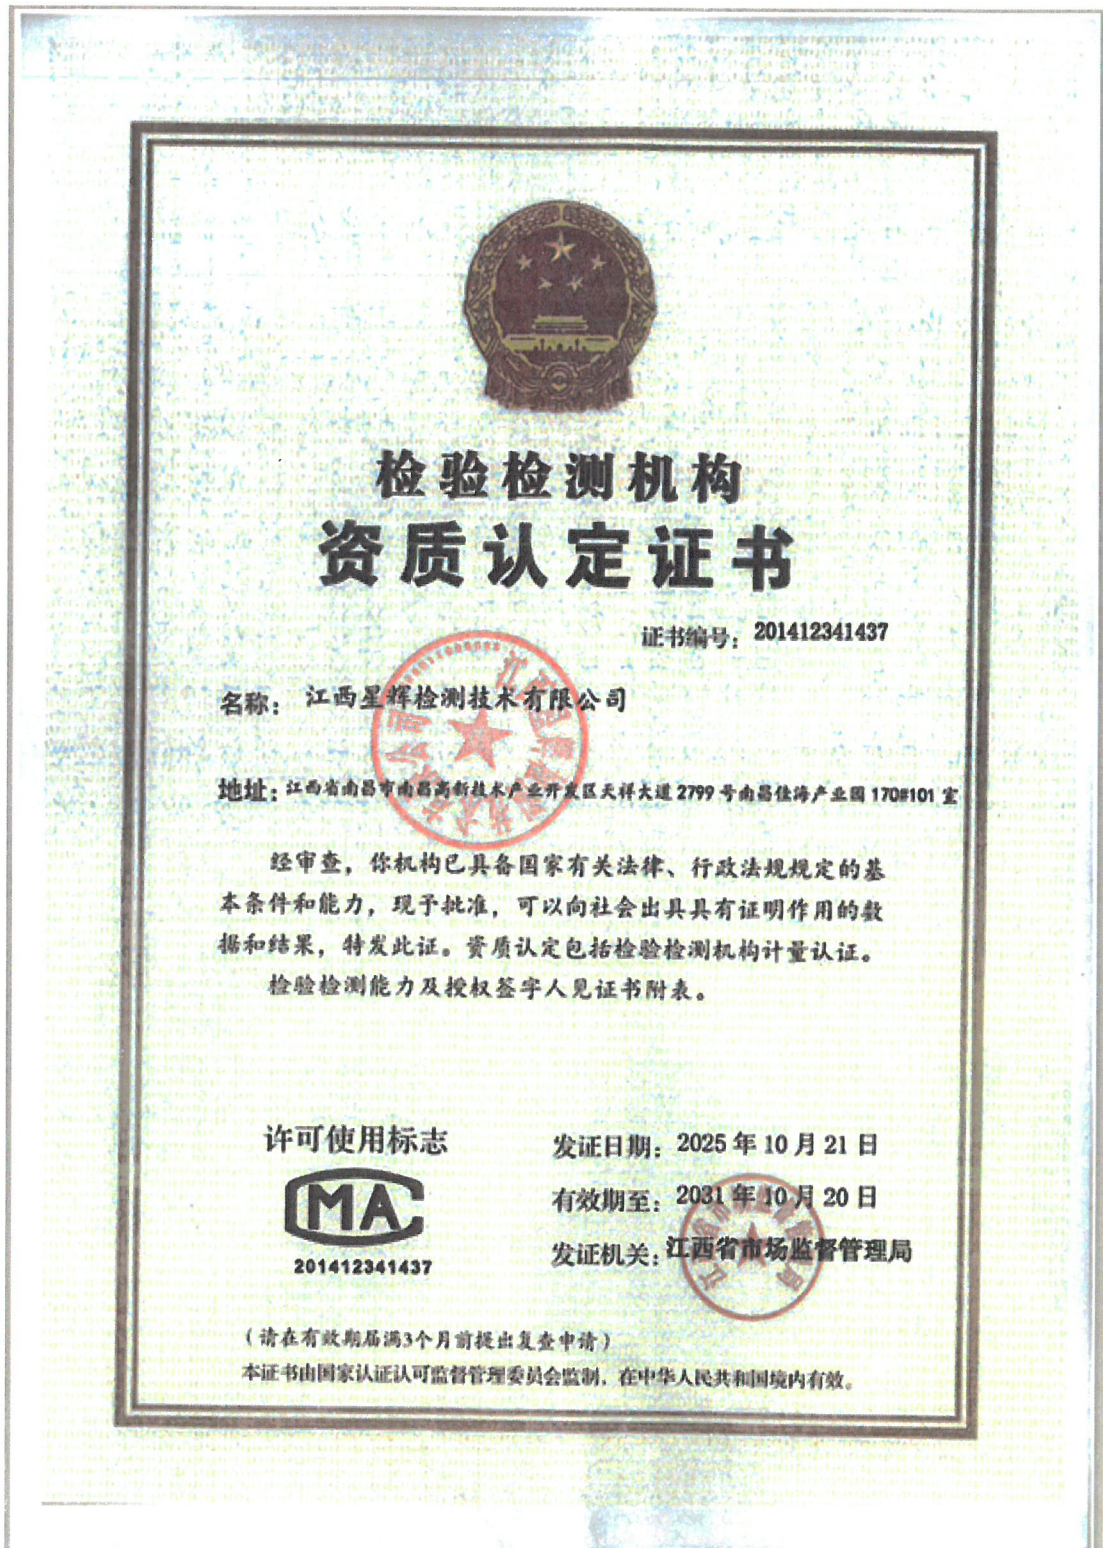 检验检测机构
资质认定证书
证书编号：201412341437
名称：江西星辉检测技术有限公司
地址：江西省南昌市南昌高新技术产业开发区天祥大道2799号南昌佳海产业园170#101室
经审查，你机构已具备国家有关法律、行政法规规定的基
本条件和能力，现予批准，可以向社会出具具有证明作用的数
据和结果，特发此证。资质认定包括检验检测机构计量认证。
检验检测能力及授权签字人见证书附表。
许可使用标志
MA
201412341437
发证日期：2025年10月21日
有效期至：2031年10月20日
发证机关：江西省市场监督管理局
（请在有效期届满3个月前提出复查申请）
本证书由国家认证认可监督管理委员会监制，在中华人民共和国境内有效。